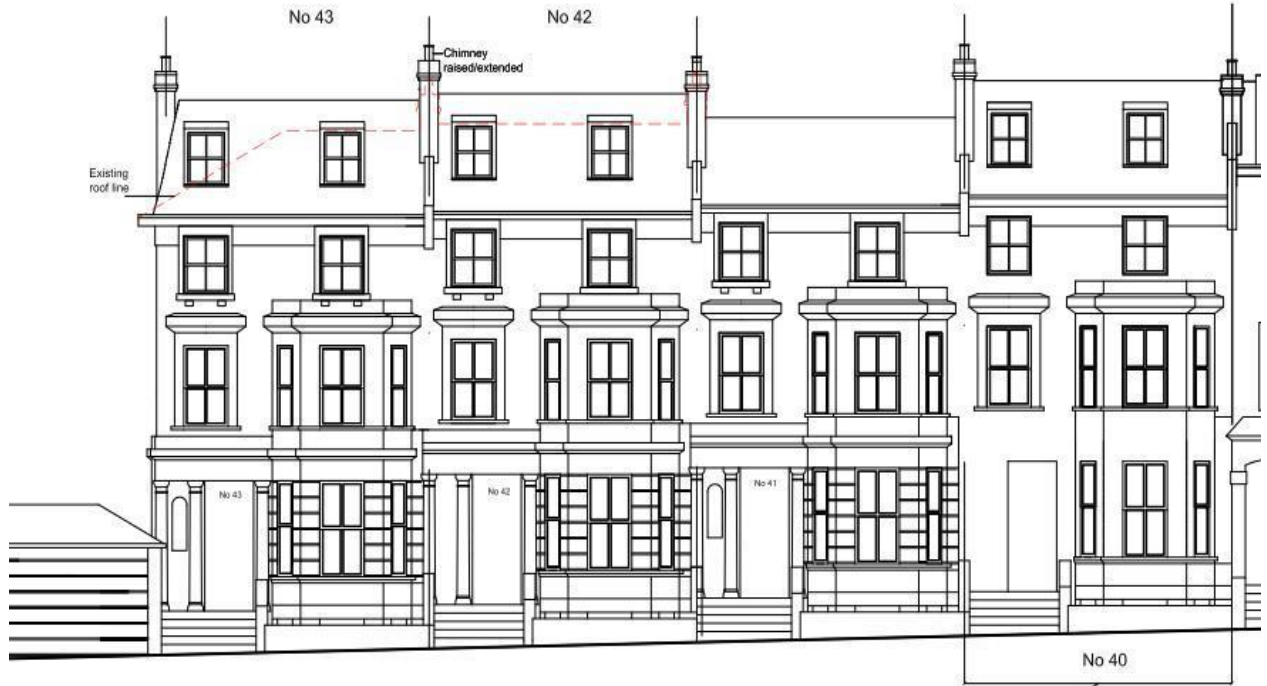 No 43
No 42
Chimney
raised/extended
Existing
roof line
No 43
No 42
No 41
No 40